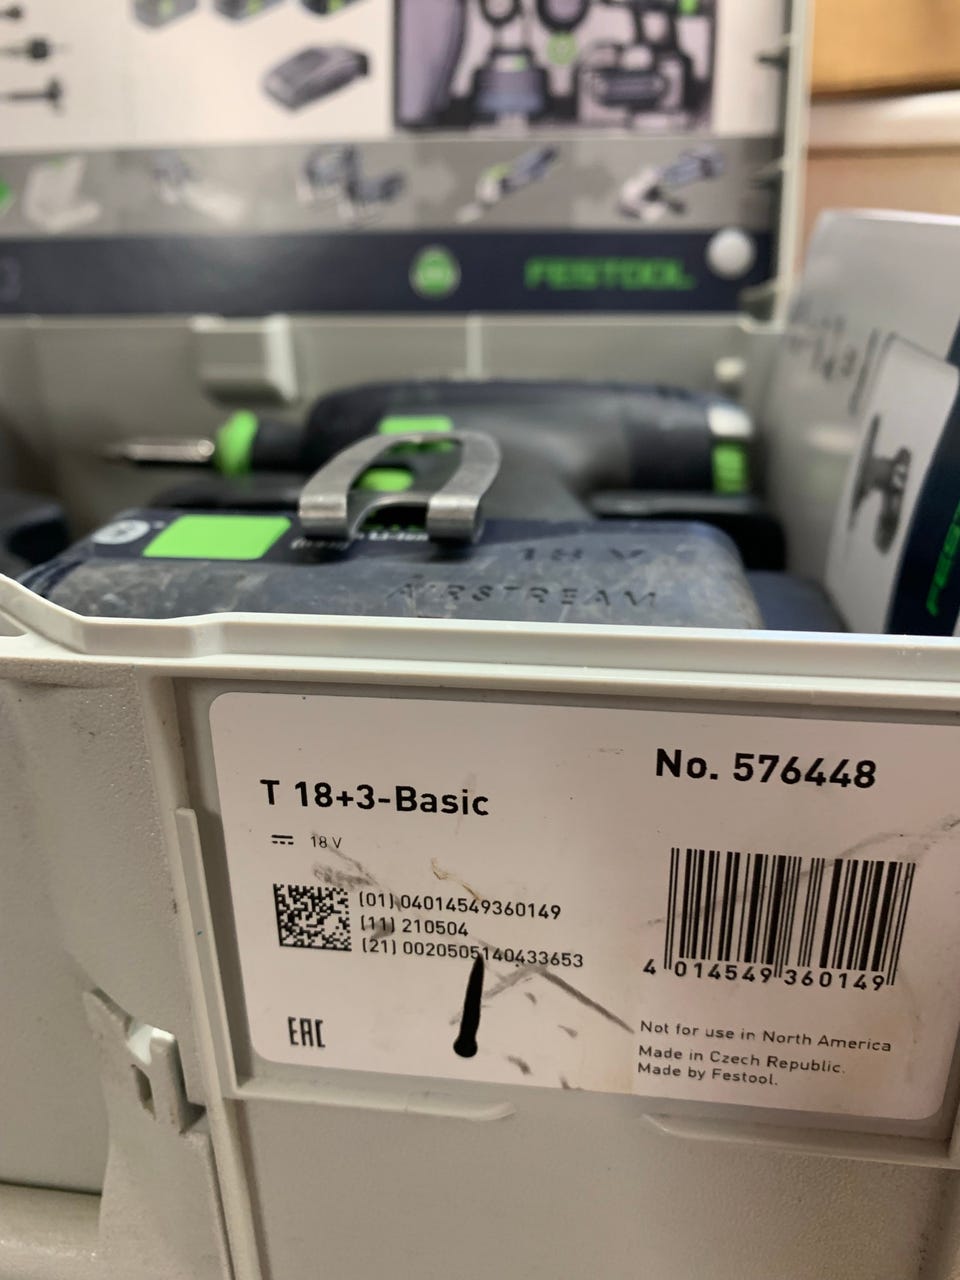 FESTOOL
18 V
AIRSTREAM
T 18+3-Basic
No. 576448
18 V
(01) 04014549360149
(11) 210504
(21) 0020505140433653
4 014549 360149
EAC
Not for use in North America
Made in Czech Republic.
Made by Festool.